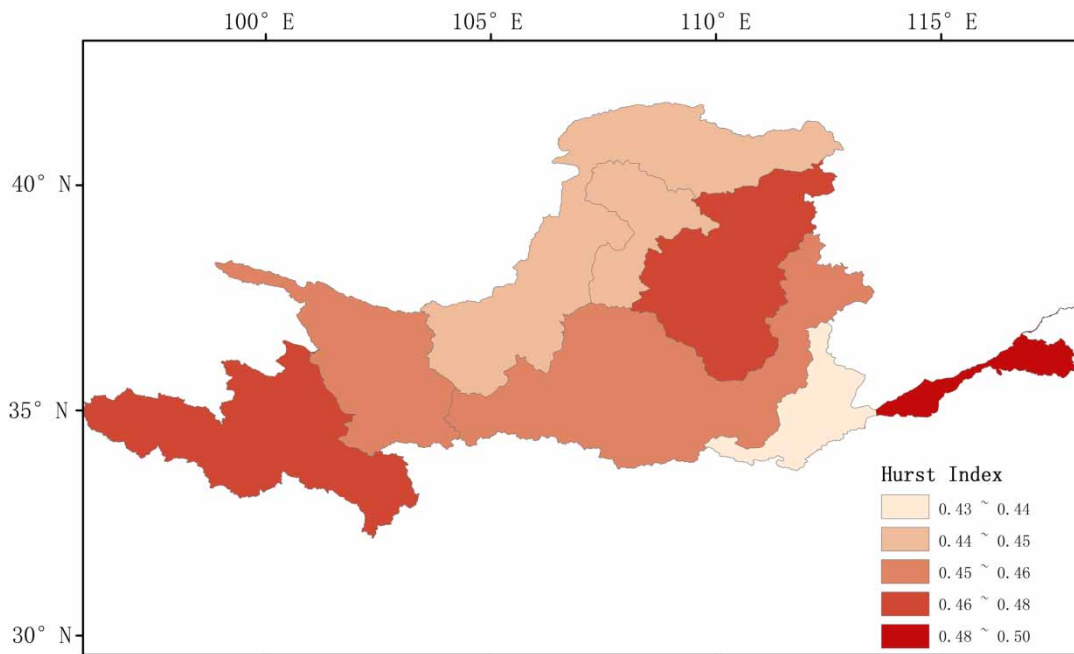 100° E 105° E 110° E 115° E
40° N
35° N
30° N
Hurst Index
0.43 ~ 0.44
0.44 ~ 0.45
0.45 ~ 0.46
0.46 ~ 0.48
0.48 ~ 0.50